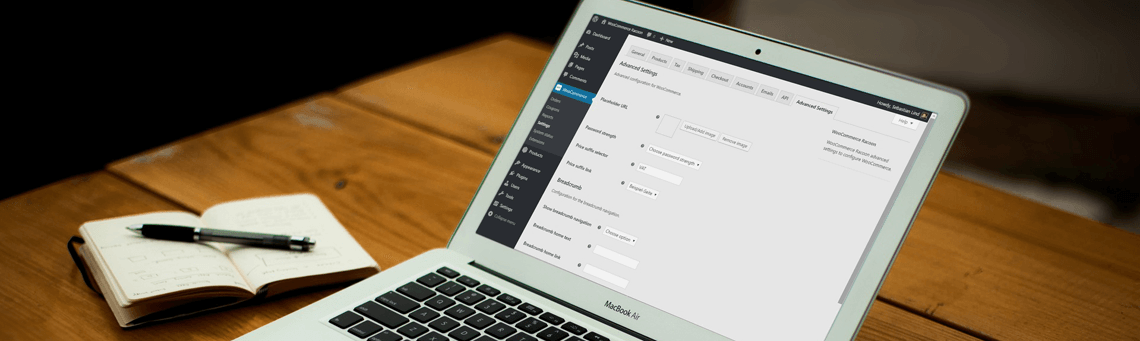 WooCommerce Racoon
New
Howdy, Sebastian Lind
Help
Dashboard
Posts
Media
Pages
Comments
WooCommerce
Orders
Coupons
Reports
Settings
System status
Extensions
Products
Appearance
Plugins
Users
Tools
Settings
Collapse menu
General Products Tax Shipping Checkout Accounts Emails API Advanced Settings
Advanced Settings
Advanced configuration for WooCommerce
Placeholder URL
Upload/Add image Remove image
Password strength
Choose password strength
Price suffix selector
Price suffix text
Breadcrumb
Configuration for the breadcrumb navigation.
Show breadcrumb navigation
Choose option
Breadcrumb home text
Breadcrumb home link
WooCommerce Racoon
WooCommerce Racoon advanced
settings to configure WooCommerce
MacBook Air